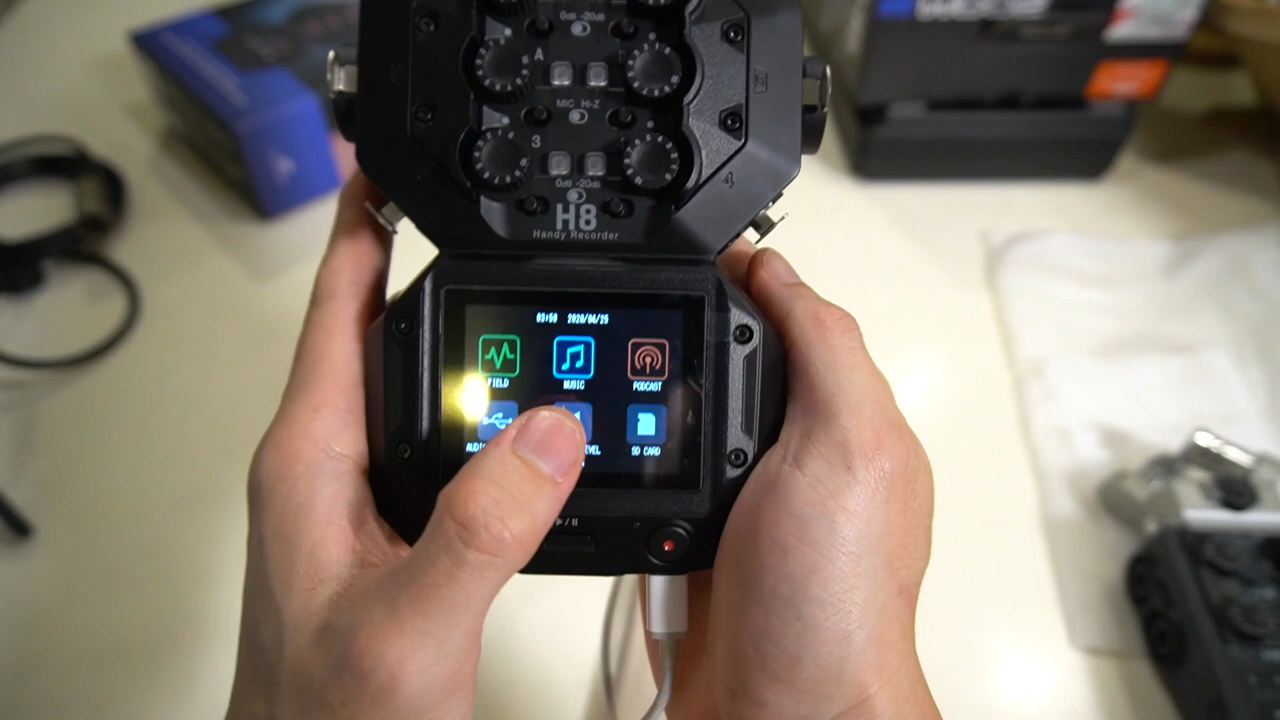 0dB -20dB
A
MIC Hi-Z
3
4
0dB -20dB
H8
Handy Recorder
03:50 2020/04/25
FIELD MUSIC PODCAST
SD CARD